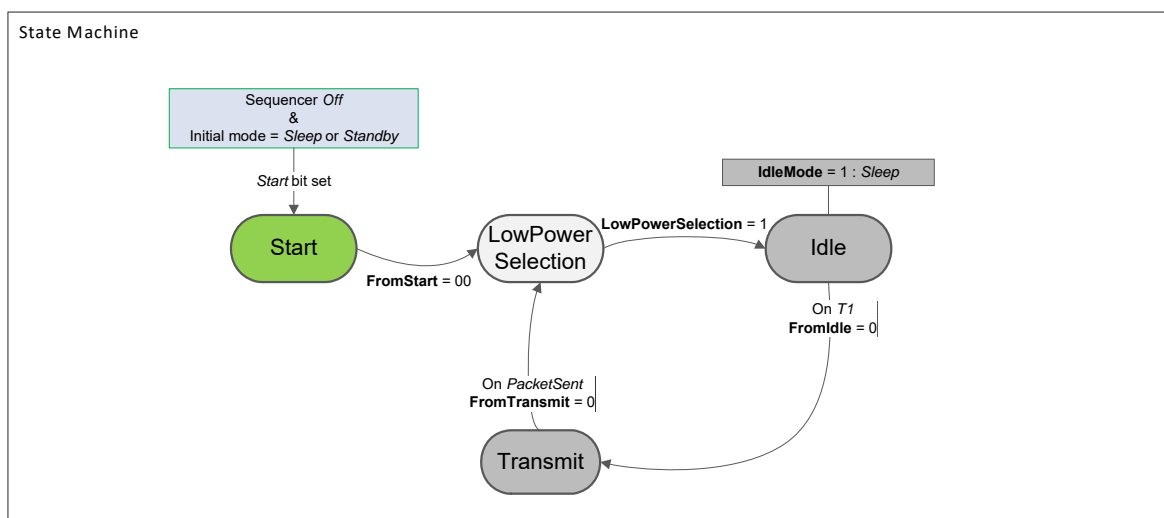 State Machine
Sequencer Off
&
Initial mode = Sleep or Standby
Start bit set
IdleMode = 1 : Sleep
Start
FromStart = 00
LowPower
Selection
LowPowerSelection = 1
Idle
On T1
FromIdle = 0
On PacketSent
FromTransmit = 0
Transmit